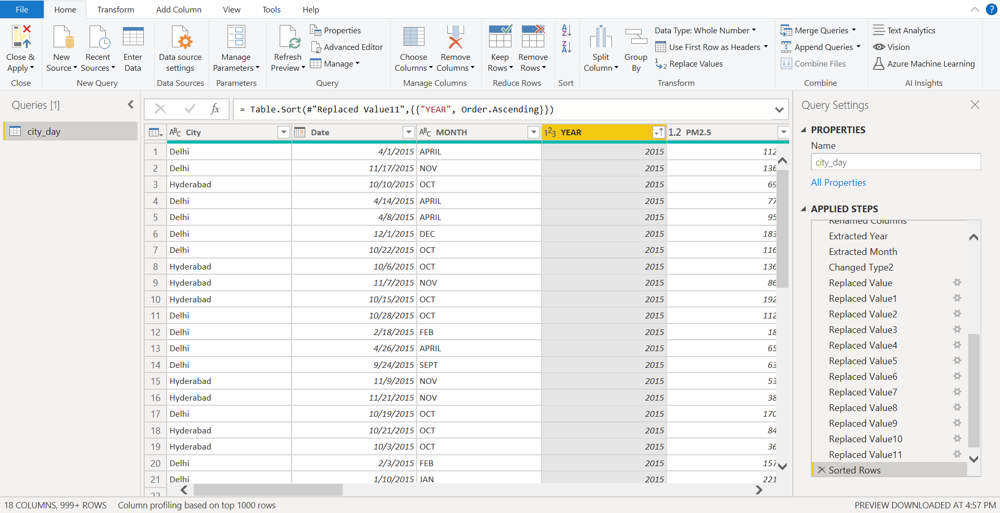 File Home Transform Add Column View Tools Help ?
Close & Apply
New Source
Recent Sources
Enter Data
Data source settings
Manage Parameters
Refresh Preview
Properties
Advanced Editor
Manage
Choose Columns
Remove Columns
Keep Rows
Remove Rows
Split Column
Group By
Data Type: Whole Number
Use First Row as Headers
Replace Values
Merge Queries
Append Queries
Combine Files
Text Analytics
Vision
Azure Machine Learning
Close New Query Data Sources Parameters Query Manage Columns Reduce Rows Sort Transform Combine AI Insights
Queries [1]
city_day
fx = Table.Sort(#"Replaced Value11",{{"YEAR", Order.Ascending}})
ABC City Date ABC MONTH 123 YEAR 1.2 PM2.5
1 Delhi 4/1/2015 APRIL 2015 112
2 Delhi 11/17/2015 NOV 2015 136
3 Hyderabad 10/10/2015 OCT 2015 69
4 Delhi 4/14/2015 APRIL 2015 77
5 Delhi 4/8/2015 APRIL 2015 95
6 Delhi 12/1/2015 DEC 2015 183
7 Delhi 10/22/2015 OCT 2015 116
8 Hyderabad 10/6/2015 OCT 2015 136
9 Hyderabad 11/7/2015 NOV 2015 86
10 Hyderabad 10/15/2015 OCT 2015 192
11 Delhi 10/28/2015 OCT 2015 112
12 Delhi 2/18/2015 FEB 2015 18
13 Delhi 4/26/2015 APRIL 2015 65
14 Delhi 9/24/2015 SEPT 2015 63
15 Hyderabad 11/9/2015 NOV 2015 53
16 Hyderabad 11/21/2015 NOV 2015 38
17 Delhi 10/19/2015 OCT 2015 170
18 Hyderabad 10/21/2015 OCT 2015 84
19 Hyderabad 10/3/2015 OCT 2015 36
20 Delhi 2/3/2015 FEB 2015 157
21 Delhi 1/10/2015 JAN 2015 221
22
Query Settings
PROPERTIES
Name
city_day
All Properties
APPLIED STEPS
Renamed Columns
Extracted Year
Extracted Month
Changed Type2
Replaced Value
Replaced Value1
Replaced Value2
Replaced Value3
Replaced Value4
Replaced Value5
Replaced Value6
Replaced Value7
Replaced Value8
Replaced Value9
Replaced Value10
Replaced Value11
Sorted Rows
18 COLUMNS, 999+ ROWS Column profiling based on top 1000 rows PREVIEW DOWNLOADED AT 4:57 PM